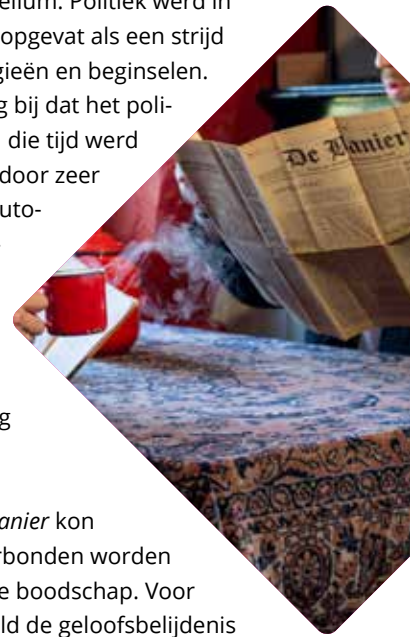 ellum. Politiek werd in
opgevat als een strijd
gieën en beginselen.
g bij dat het poli-
die tijd werd
door zeer
uto-
De Banier
g
anier kon
rbonden worden
e boodschap. Voor
ld de geloofsbelijdenis